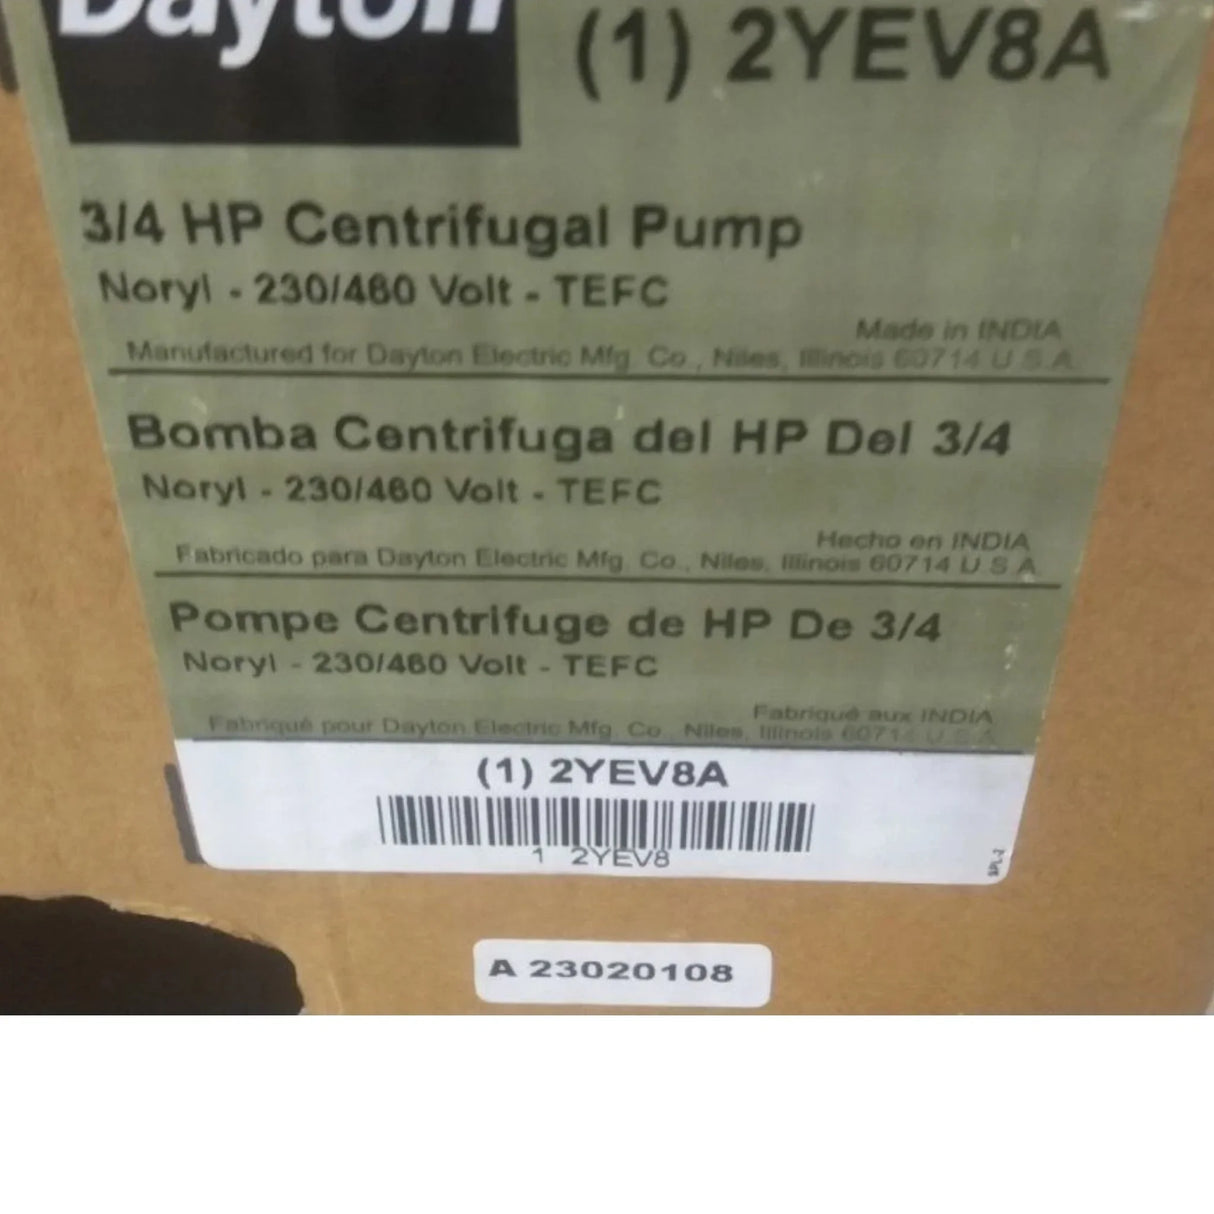 Dayton
(1) 2YEV8A
3/4 HP Centrifugal Pump
Noryl - 230/460 Volt - TEFC
Made in INDIA
Manufactured for Dayton Electric Mfg. Co., Niles, Illinois 60714 U.S.A.
Bomba Centrifuga del HP Del 3/4
Noryl - 230/460 Volt - TEFC
Hecho en INDIA
Fabricado para Dayton Electric Mfg. Co., Niles, Illinois 60714 U S A
Pompe Centrifuge de HP De 3/4
Noryl - 230/460 Volt - TEFC
Fabriqué aux INDIA
Fabriqué pour Dayton Electric Mfg. Co., Niles, Illinois 60714 U.S.A.
(1) 2YEV8A
1 2YEV8
A 23020108